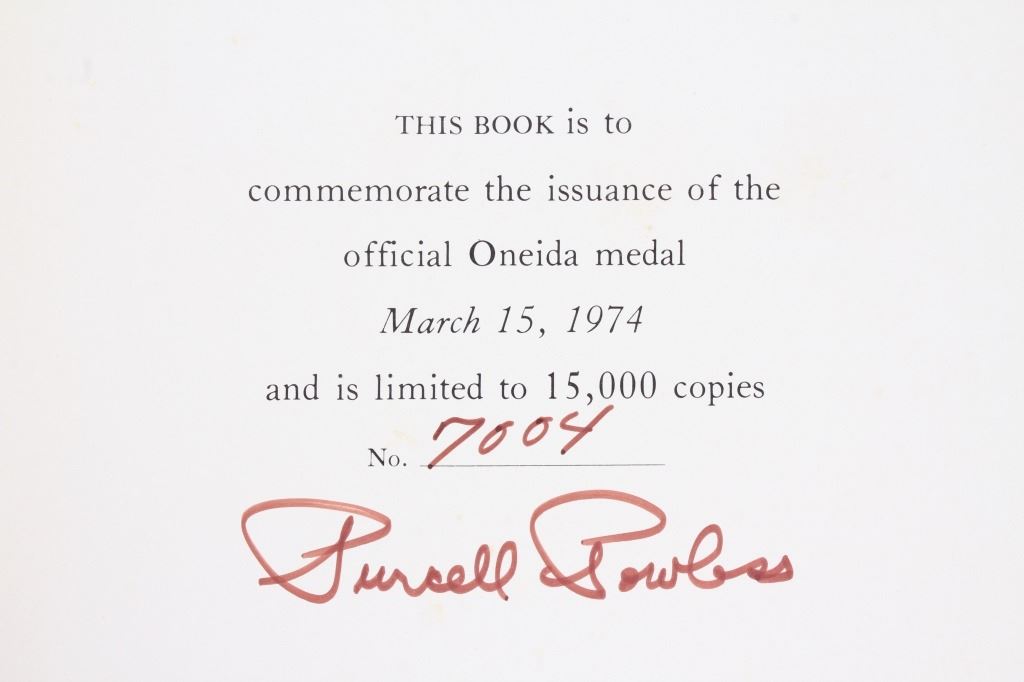 THIS BOOK is to
commemorate the issuance of the
official Oneida medal
March 15, 1974
and is limited to 15,000 copies
No. 7004
Purcell Powless